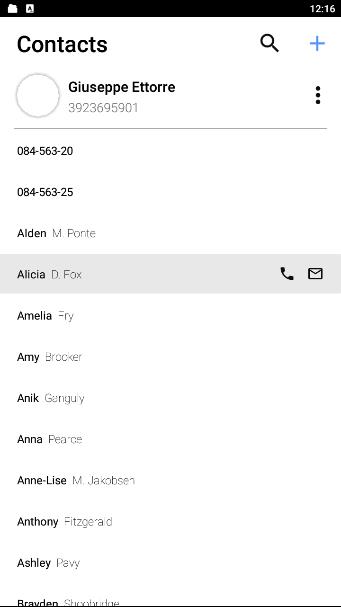 12:16
Contacts
Giuseppe Ettorre
3923695901
084-563-20
084-563-25
Alden M. Ponte
Alicia D. Fox
Amelia Fry
Amy Brooker
Anik Ganguly
Anna Pearce
Anne-Lise M. Jakobsen
Anthony Fitzgerald
Ashley Pavy
Brayden Shoobridge